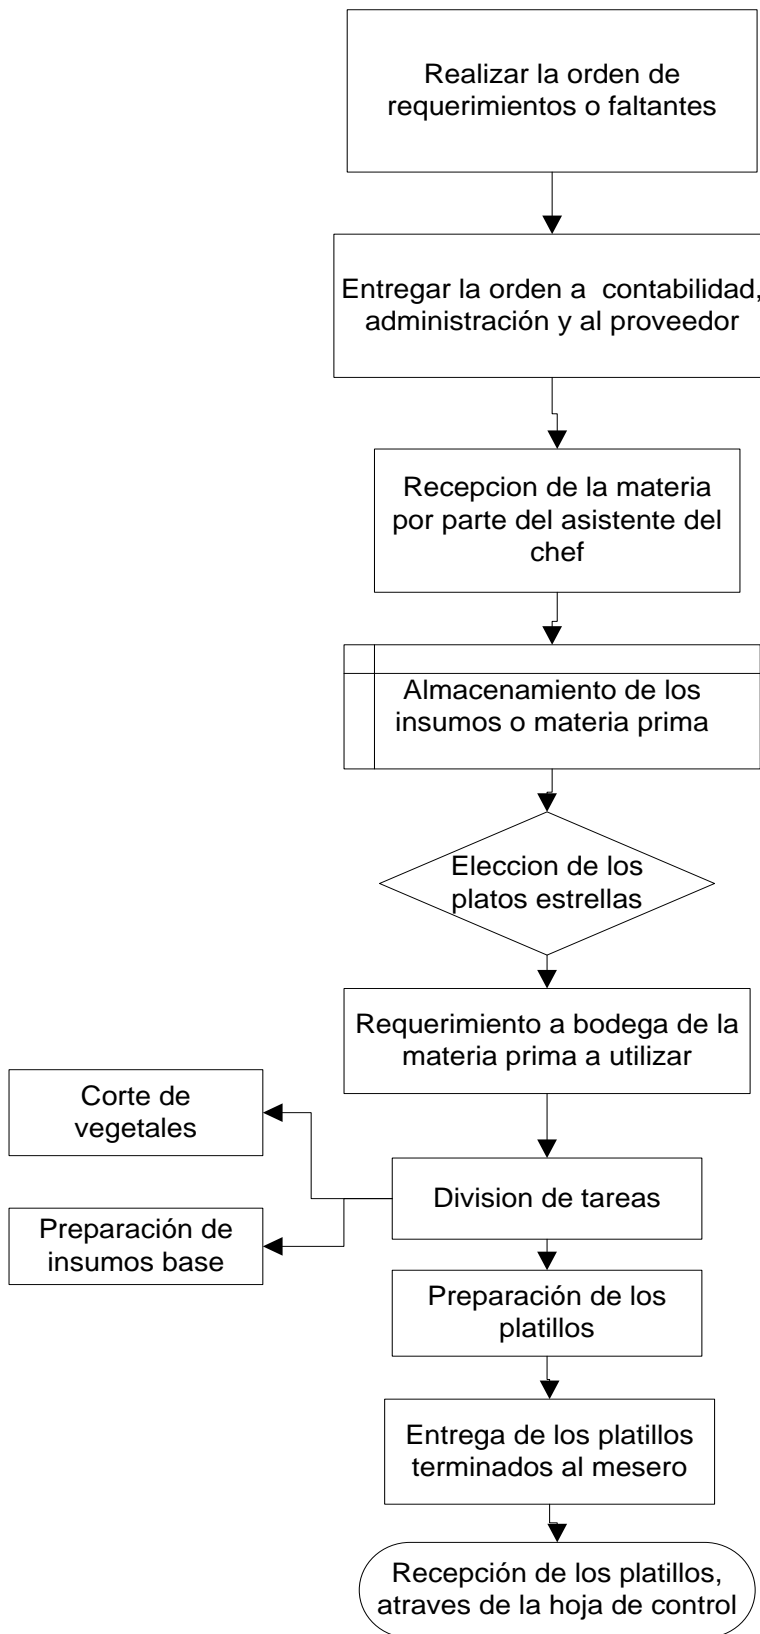 Realizar la orden de
requerimientos o faltantes
Entregar la orden a  contabilidad,
administración y al proveedor
Recepcion de la materia
por parte del asistente del
chef
Almacenamiento de los
insumos o materia prima
Eleccion de los
platos estrellas
Requerimiento a bodega de la
materia prima a utilizar
Corte de
vegetales
Division de tareas
Preparación de
insumos base
Preparación de los
platillos
Entrega de los platillos
terminados al mesero
Recepción de los platillos,
atraves de la hoja de control